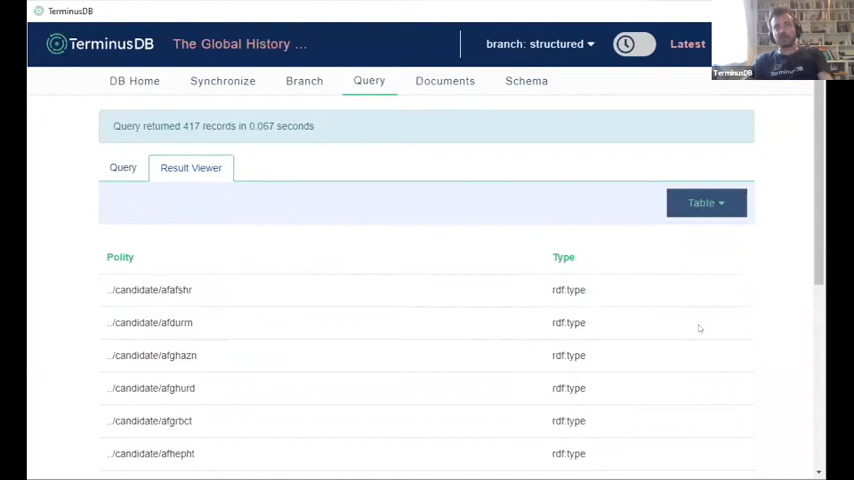 TerminusDB
TerminusDB The Global History ... branch: structured Latest
TerminusDB
TerminusDB
DB Home Synchronize Branch Query Documents Schema
Query returned 417 records in 0.067 seconds
Query Result Viewer
Table
Polity Type
../candidate/afafshr rdf:type
../candidate/afdurrn rdf:type
../candidate/afghazn rdf:type
../candidate/afghurd rdf:type
../candidate/afgrbct rdf:type
../candidate/afhepht rdf:type